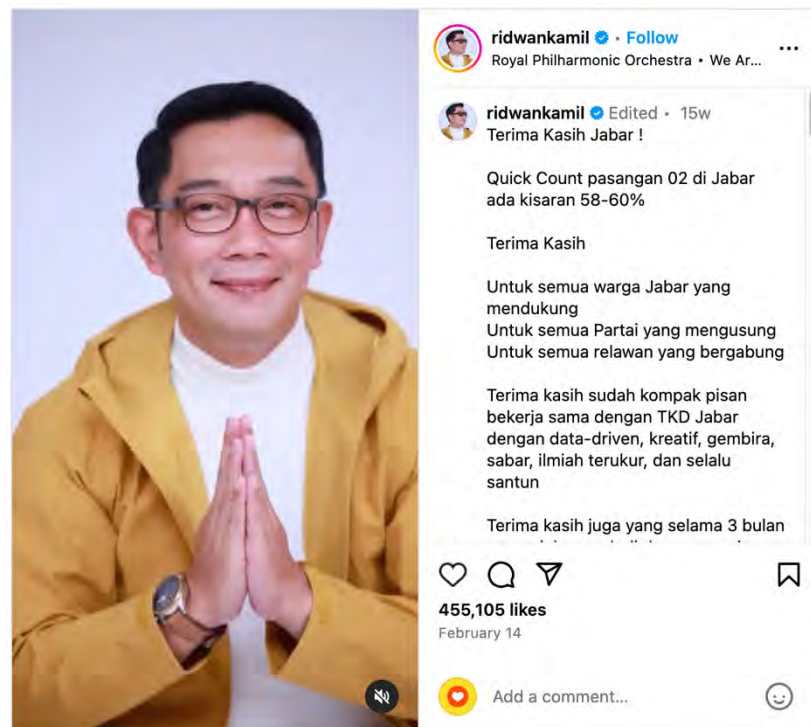 ridwankamil • Follow
Royal Philharmonic Orchestra • We Ar...
ridwankamil Edited • 15w
Terima Kasih Jabar !
Quick Count pasangan 02 di Jabar
ada kisaran 58-60%
Terima Kasih
Untuk semua warga Jabar yang
mendukung
Untuk semua Partai yang mengusung
Untuk semua relawan yang bergabung
Terima kasih sudah kompak pisan
bekerja sama dengan TKD Jabar
dengan data-driven, kreatif, gembira,
sabar, ilmiah terukur, dan selalu
santun
Terima kasih juga yang selama 3 bulan
455,105 likes
February 14
Add a comment...